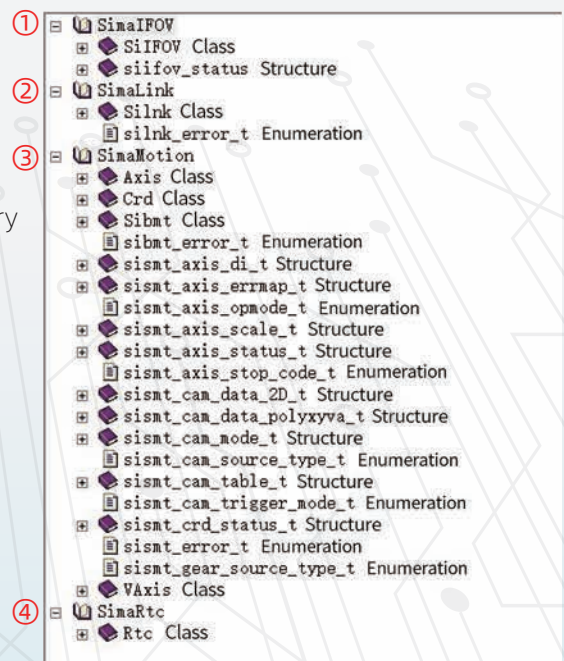 ① SimaIFOV
SiIFOV Class
siifov_status Structure
② SimaLink
Silnk Class
silnk_error_t Enumeration
③ SimaMotion
Axis Class
ry
Crd Class
Sibmt Class
sibmt_error_t Enumeration
sismt_axis_di_t Structure
sismt_axis_errmap_t Structure
sismt_axis_opmode_t Enumeration
sismt_axis_scale_t Structure
sismt_axis_status_t Structure
sismt_axis_stop_code_t Enumeration
sismt_cam_data_2D_t Structure
sismt_cam_data_polyxyva_t Structure
sismt_cam_mode_t Structure
sismt_cam_source_type_t Enumeration
sismt_cam_table_t Structure
sismt_cam_trigger_mode_t Enumeration
sismt_crd_status_t Structure
sismt_error_t Enumeration
sismt_gear_source_type_t Enumeration
VAxis Class
④ SimaRtc
Rtc Class